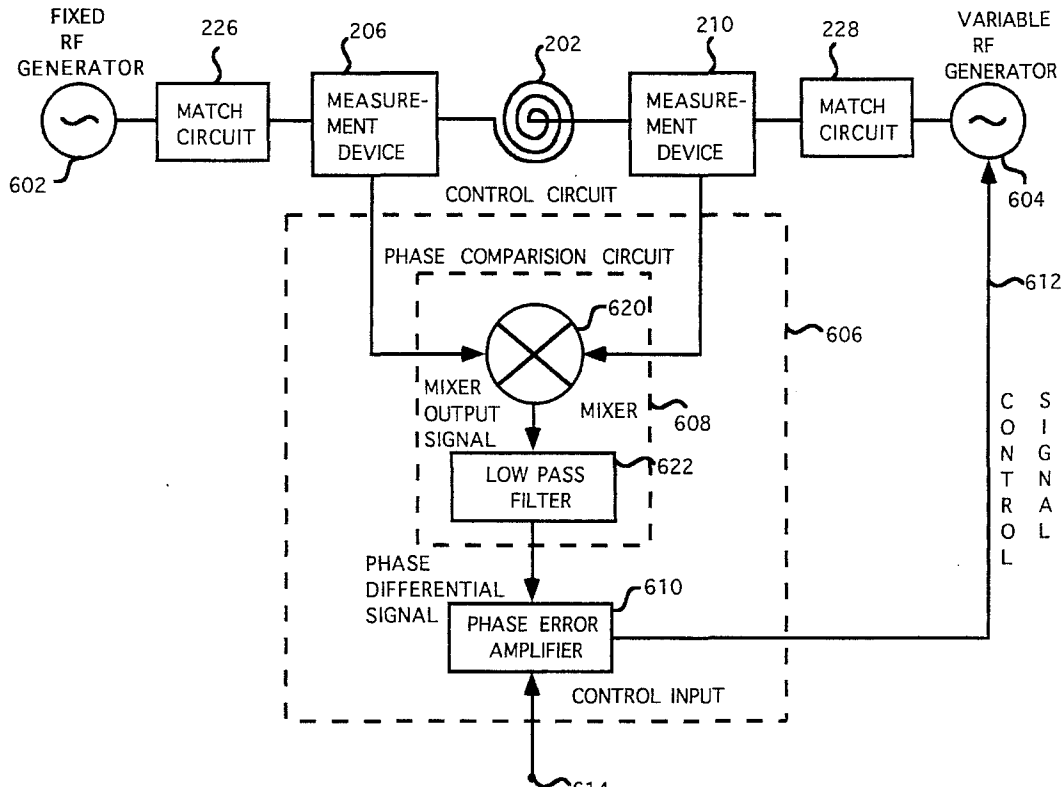 FIXED
RF
GENERATOR
226
206
202
210
228
VARIABLE
RF
GENERATOR
MATCH
CIRCUIT
MEASURE-
MENT
DEVICE
MEASURE-
MENT
DEVICE
MATCH
CIRCUIT
602
604
CONTROL CIRCUIT
PHASE COMPARISION CIRCUIT
620
612
606
MIXER
OUTPUT
SIGNAL
MIXER
608
CONTROL
SIGNAL
622
LOW PASS
FILTER
PHASE
DIFFERENTIAL
SIGNAL
610
PHASE ERROR
AMPLIFIER
CONTROL INPUT
614